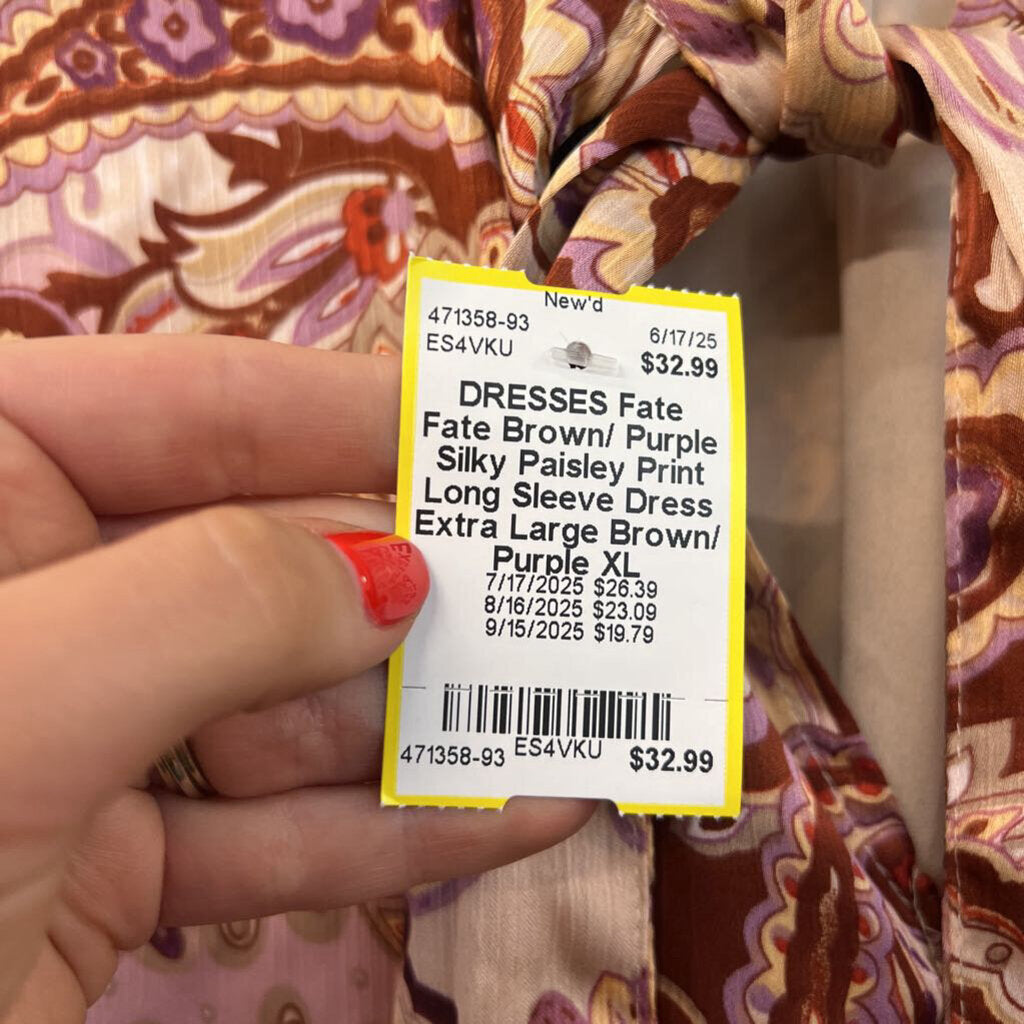 New'd
471358-93
6/17/25
ES4VKU
$32.99
DRESSES Fate
Fate Brown/ Purple
Silky Paisley Print
Long Sleeve Dress
Extra Large Brown/
Purple XL
7/17/2025 $26.39
8/16/2025 $23.09
9/15/2025 $19.79
471358-93 ES4VKU $32.99